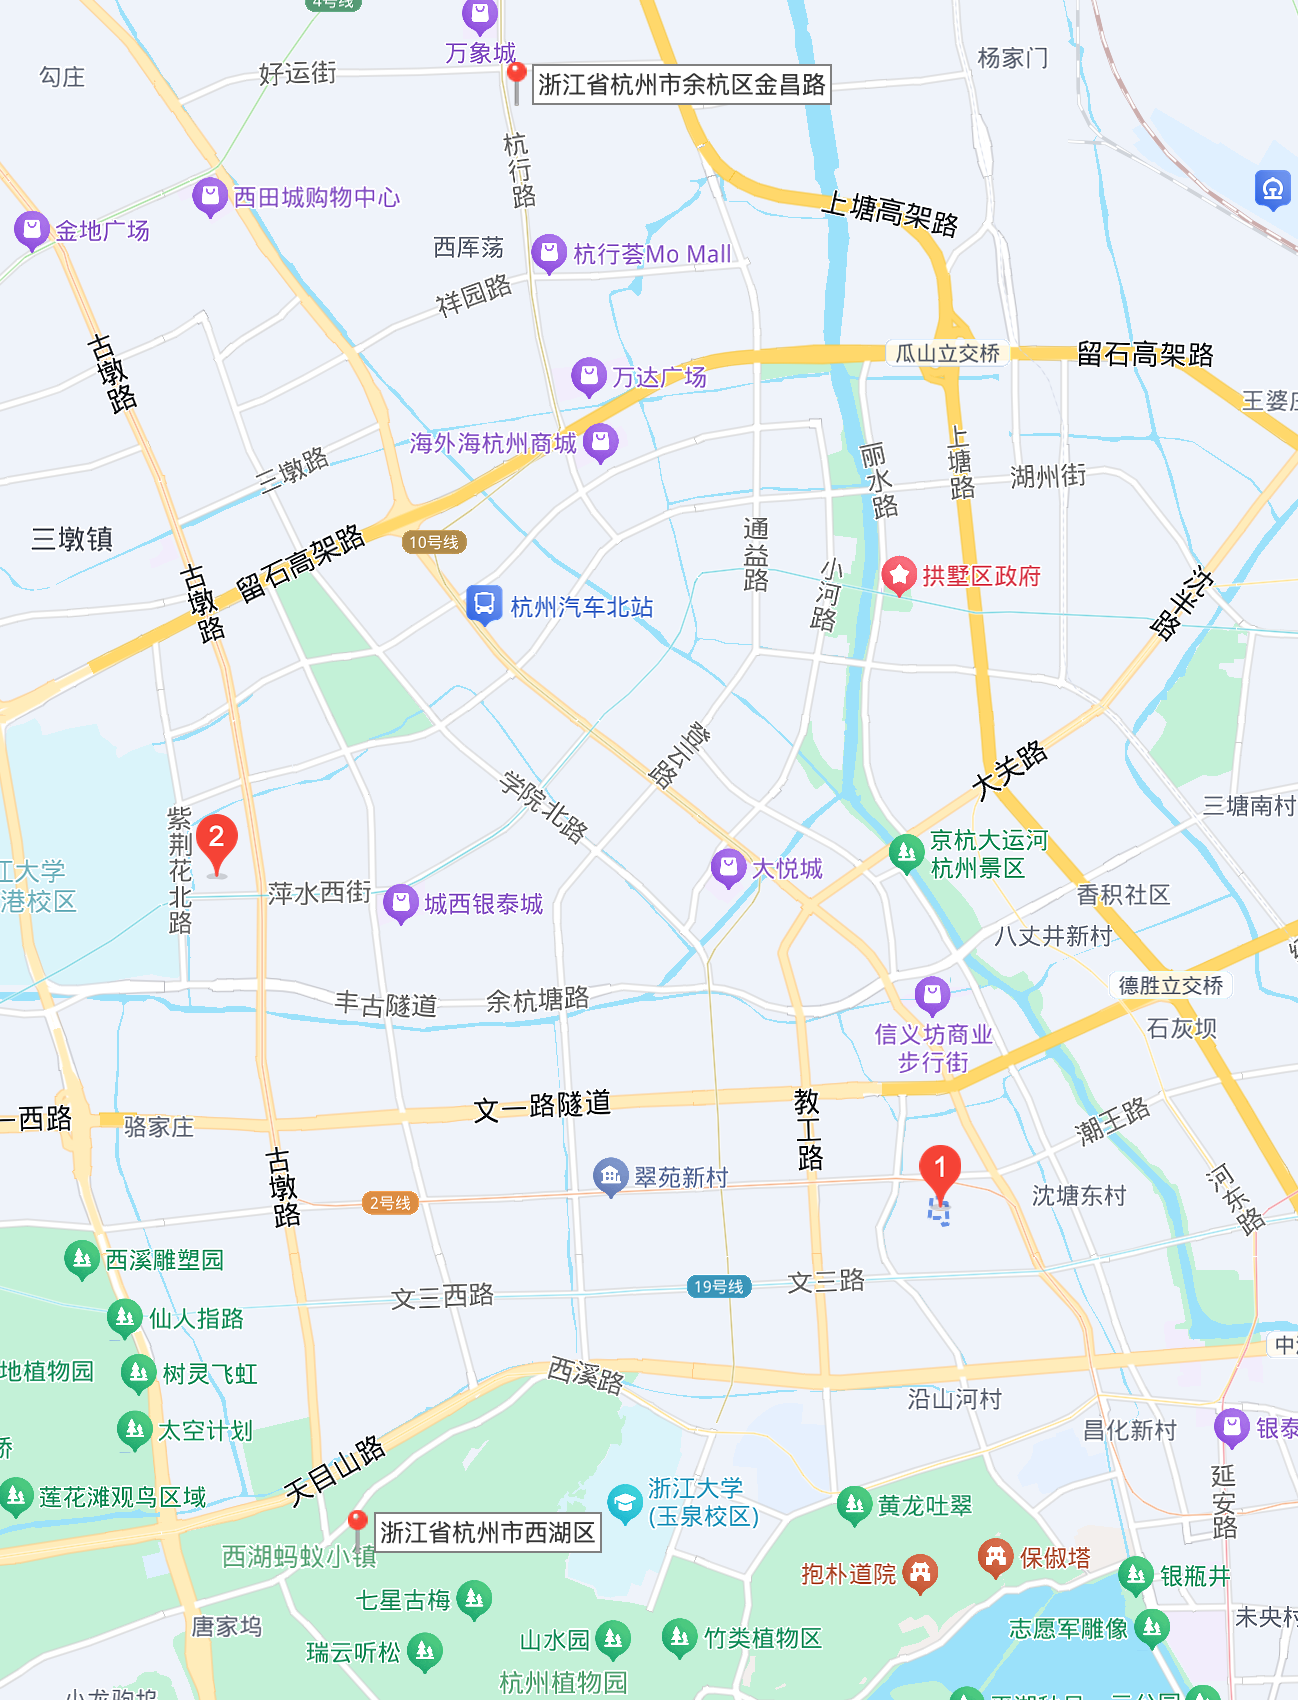 4号线
万象城
勾庄
好运街
杨家门
浙江省杭州市余杭区金昌路
杭行路
西田城购物中心
金地广场
上塘高架路
西厍荡
杭行荟Mo Mall
祥园路
古墩路
瓜山立交桥
留石高架路
万达广场
王婆庄
海外海杭州商城
上塘路
丽水路
三墩路
湖州街
三墩镇
10号线
留石高架路
通益路
小河路
拱墅区政府
沈半路
古墩路
杭州汽车北站
登云路
大关路
学院北路
三塘南村
紫荆花北路
2
京杭大运河
杭州景区
江大学
港校区
大悦城
萍水西街
城西银泰城
香积社区
八丈井新村
德胜立交桥
丰古隧道
余杭塘路
信义坊商业
步行街
石灰坝
一西路
骆家庄
文一路隧道
教工路
潮王路
古墩路
翠苑新村
1
沈塘东村
河东路
2号线
西溪雕塑园
文三西路
19号线
文三路
仙人指路
地植物园
树灵飞虹
西溪路
沿山河村
太空计划
昌化新村
银泰
桥
天目山路
延安路
莲花滩观鸟区域
浙江大学
(玉泉校区)
黄龙吐翠
浙江省杭州市西湖区
西湖蚂蚁小镇
抱朴道院
保俶塔
七星古梅
银瓶井
唐家坞
瑞云听松
山水园
竹类植物区
志愿军雕像
未央村
杭州植物园